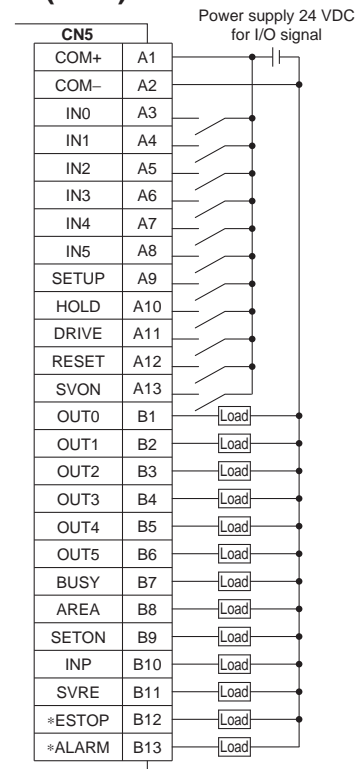 Power supply 24 VDC
for I/O signal
CN5
COM+ A1
COM– A2
IN0 A3
IN1 A4
IN2 A5
IN3 A6
IN4 A7
IN5 A8
SETUP A9
HOLD A10
DRIVE A11
RESET A12
SVON A13
OUT0 B1 Load
OUT1 B2 Load
OUT2 B3 Load
OUT3 B4 Load
OUT4 B5 Load
OUT5 B6 Load
BUSY B7 Load
AREA B8 Load
SETON B9 Load
INP B10 Load
SVRE B11 Load
∗ESTOP B12 Load
∗ALARM B13 Load